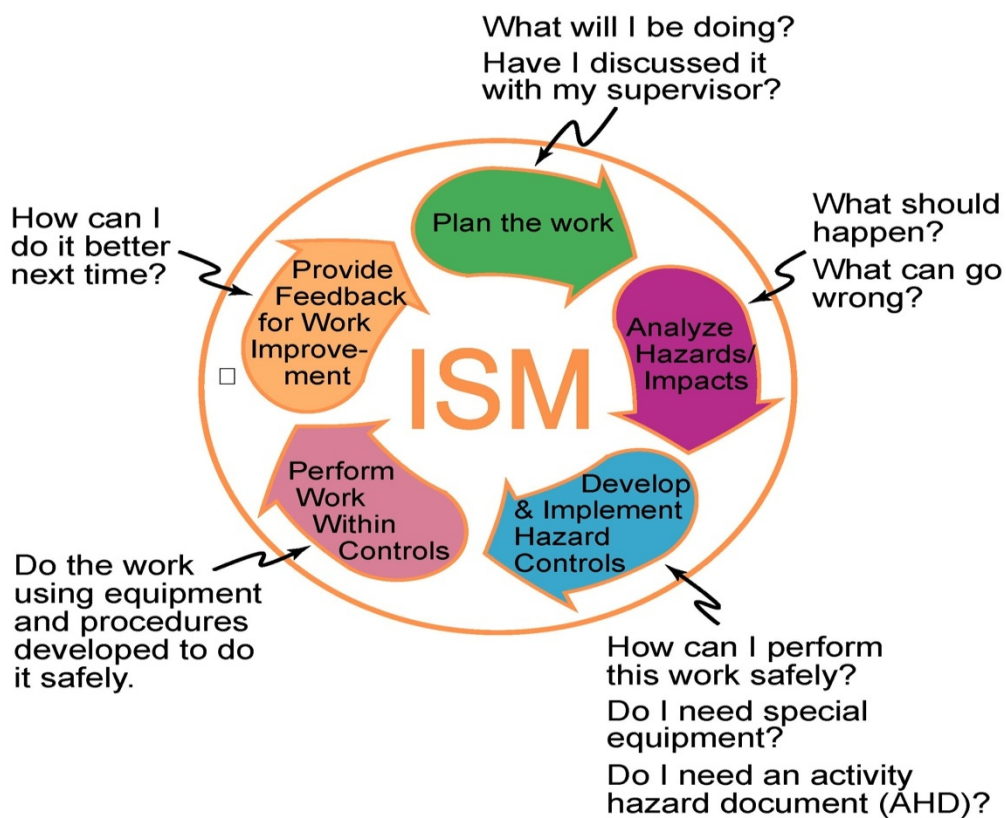 What will I be doing?
Have I discussed it
with my supervisor?
Plan the work
What should
happen?
What can go
wrong?
Analyze
Hazards/
Impacts
Develop
& Implement
Hazard
Controls
How can I perform
this work safely?
Do I need special
equipment?
Do I need an activity
hazard document (AHD)?
Perform
Work
Within
Controls
Do the work
using equipment
and procedures
developed to do
it safely.
Provide
Feedback
for Work
Improve-
ment
How can I
do it better
next time?
ISM